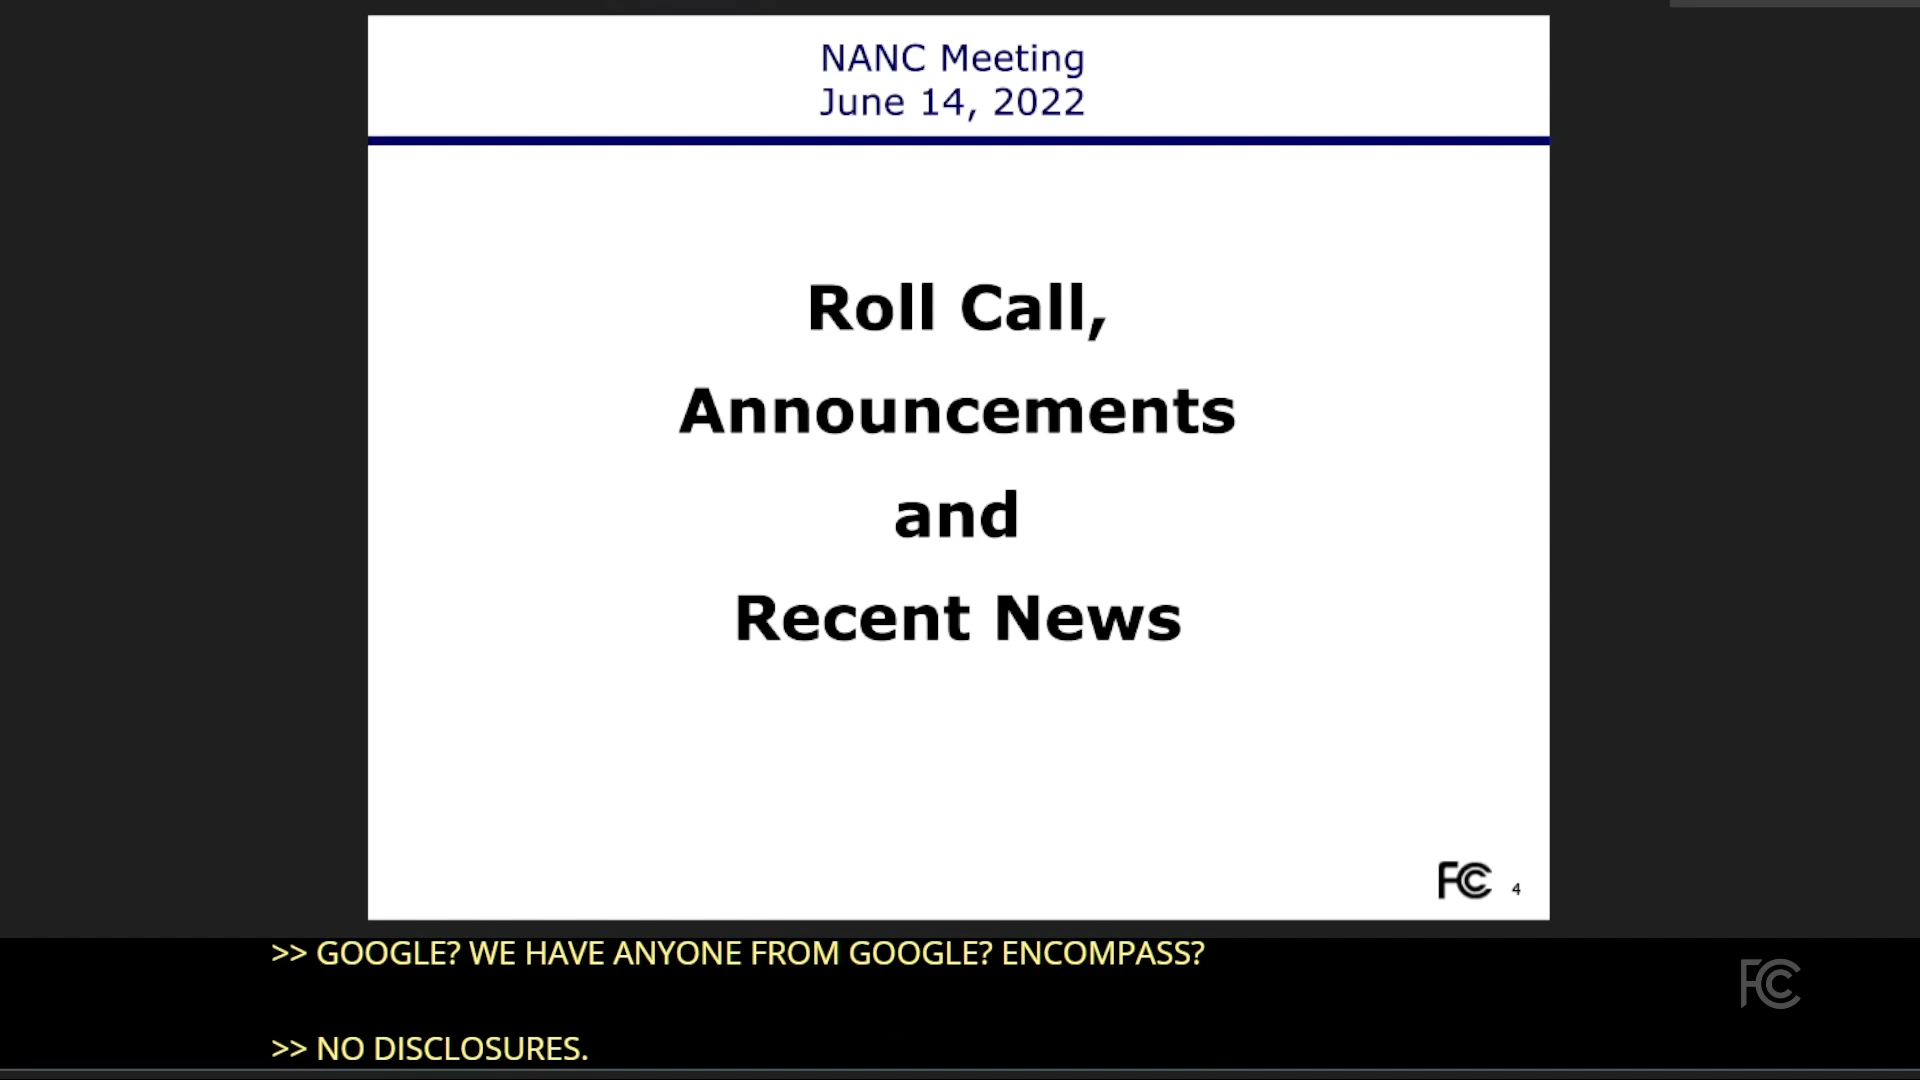 NANC Meeting
June 14, 2022
Roll Call,
Announcements
and
Recent News
FCC 4
>> GOOGLE? WE HAVE ANYONE FROM GOOGLE? ENCOMPASS?
FCC
>> NO DISCLOSURES.